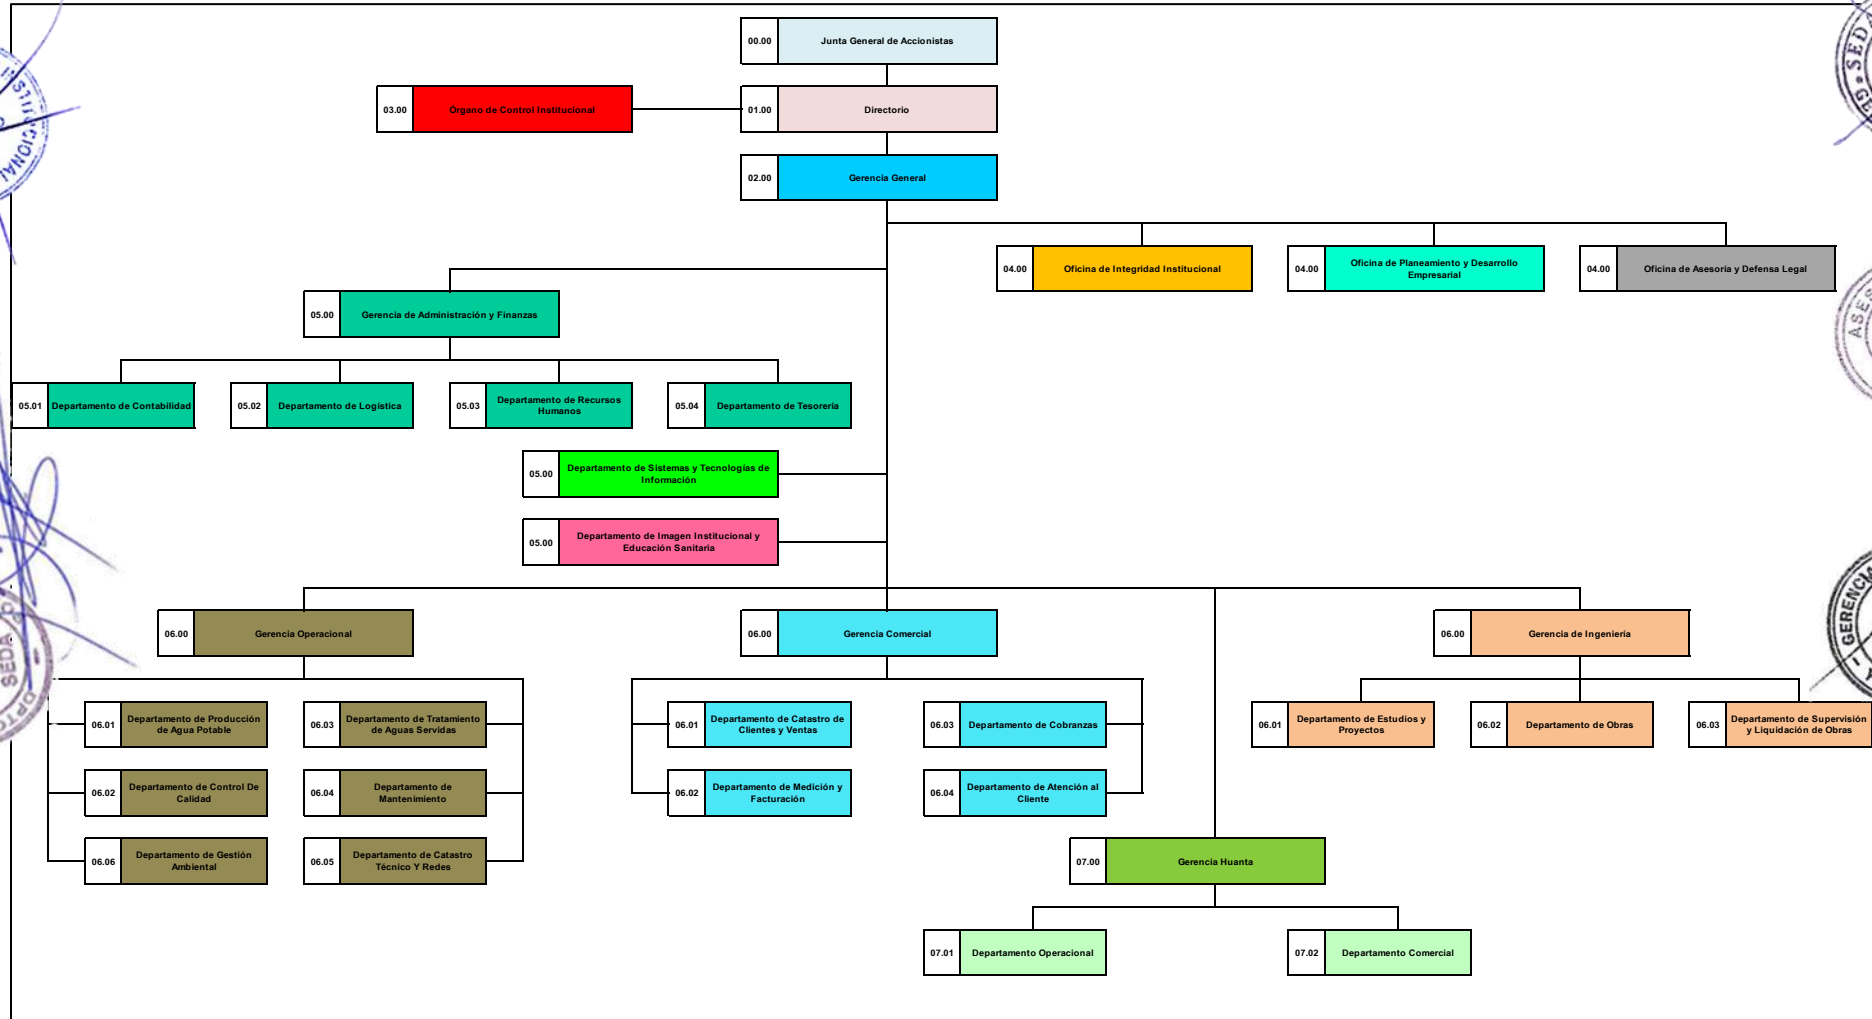 00.00 Junta General de Accionistas
03.00 Órgano de Control Institucional
01.00 Directorio
02.00 Gerencia General
04.00 Oficina de Integridad Institucional
04.00 Oficina de Planeamiento y Desarrollo
Empresarial
04.00 Oficina de Asesoría y Defensa Legal
05.00 Gerencia de Administración y Finanzas
05.01 Departamento de Contabilidad
05.02 Departamento de Logística
05.03 Departamento de Recursos
Humanos
05.04 Departamento de Tesorería
05.00 Departamento de Sistemas y Tecnologías de
Información
05.00 Departamento de Imagen Institucional y
Educación Sanitaria
06.00 Gerencia Operacional
06.00 Gerencia Comercial
06.00 Gerencia de Ingeniería
06.01 Departamento de Producción
de Agua Potable
06.03 Departamento de Tratamiento
de Aguas Servidas
06.01 Departamento de Catastro de
Clientes y Ventas
06.03 Departamento de Cobranzas
06.01 Departamento de Estudios y
Proyectos
06.02 Departamento de Obras
06.03 Departamento de Supervisión
y Liquidación de Obras
06.02 Departamento de Control De
Calidad
06.04 Departamento de
Mantenimiento
06.02 Departamento de Medición y
Facturación
06.04 Departamento de Atención al
Cliente
06.06 Departamento de Gestión
Ambiental
06.05 Departamento de Catastro
Técnico Y Redes
07.00 Gerencia Huanta
07.01 Departamento Operacional
07.02 Departamento Comercial
SEDA